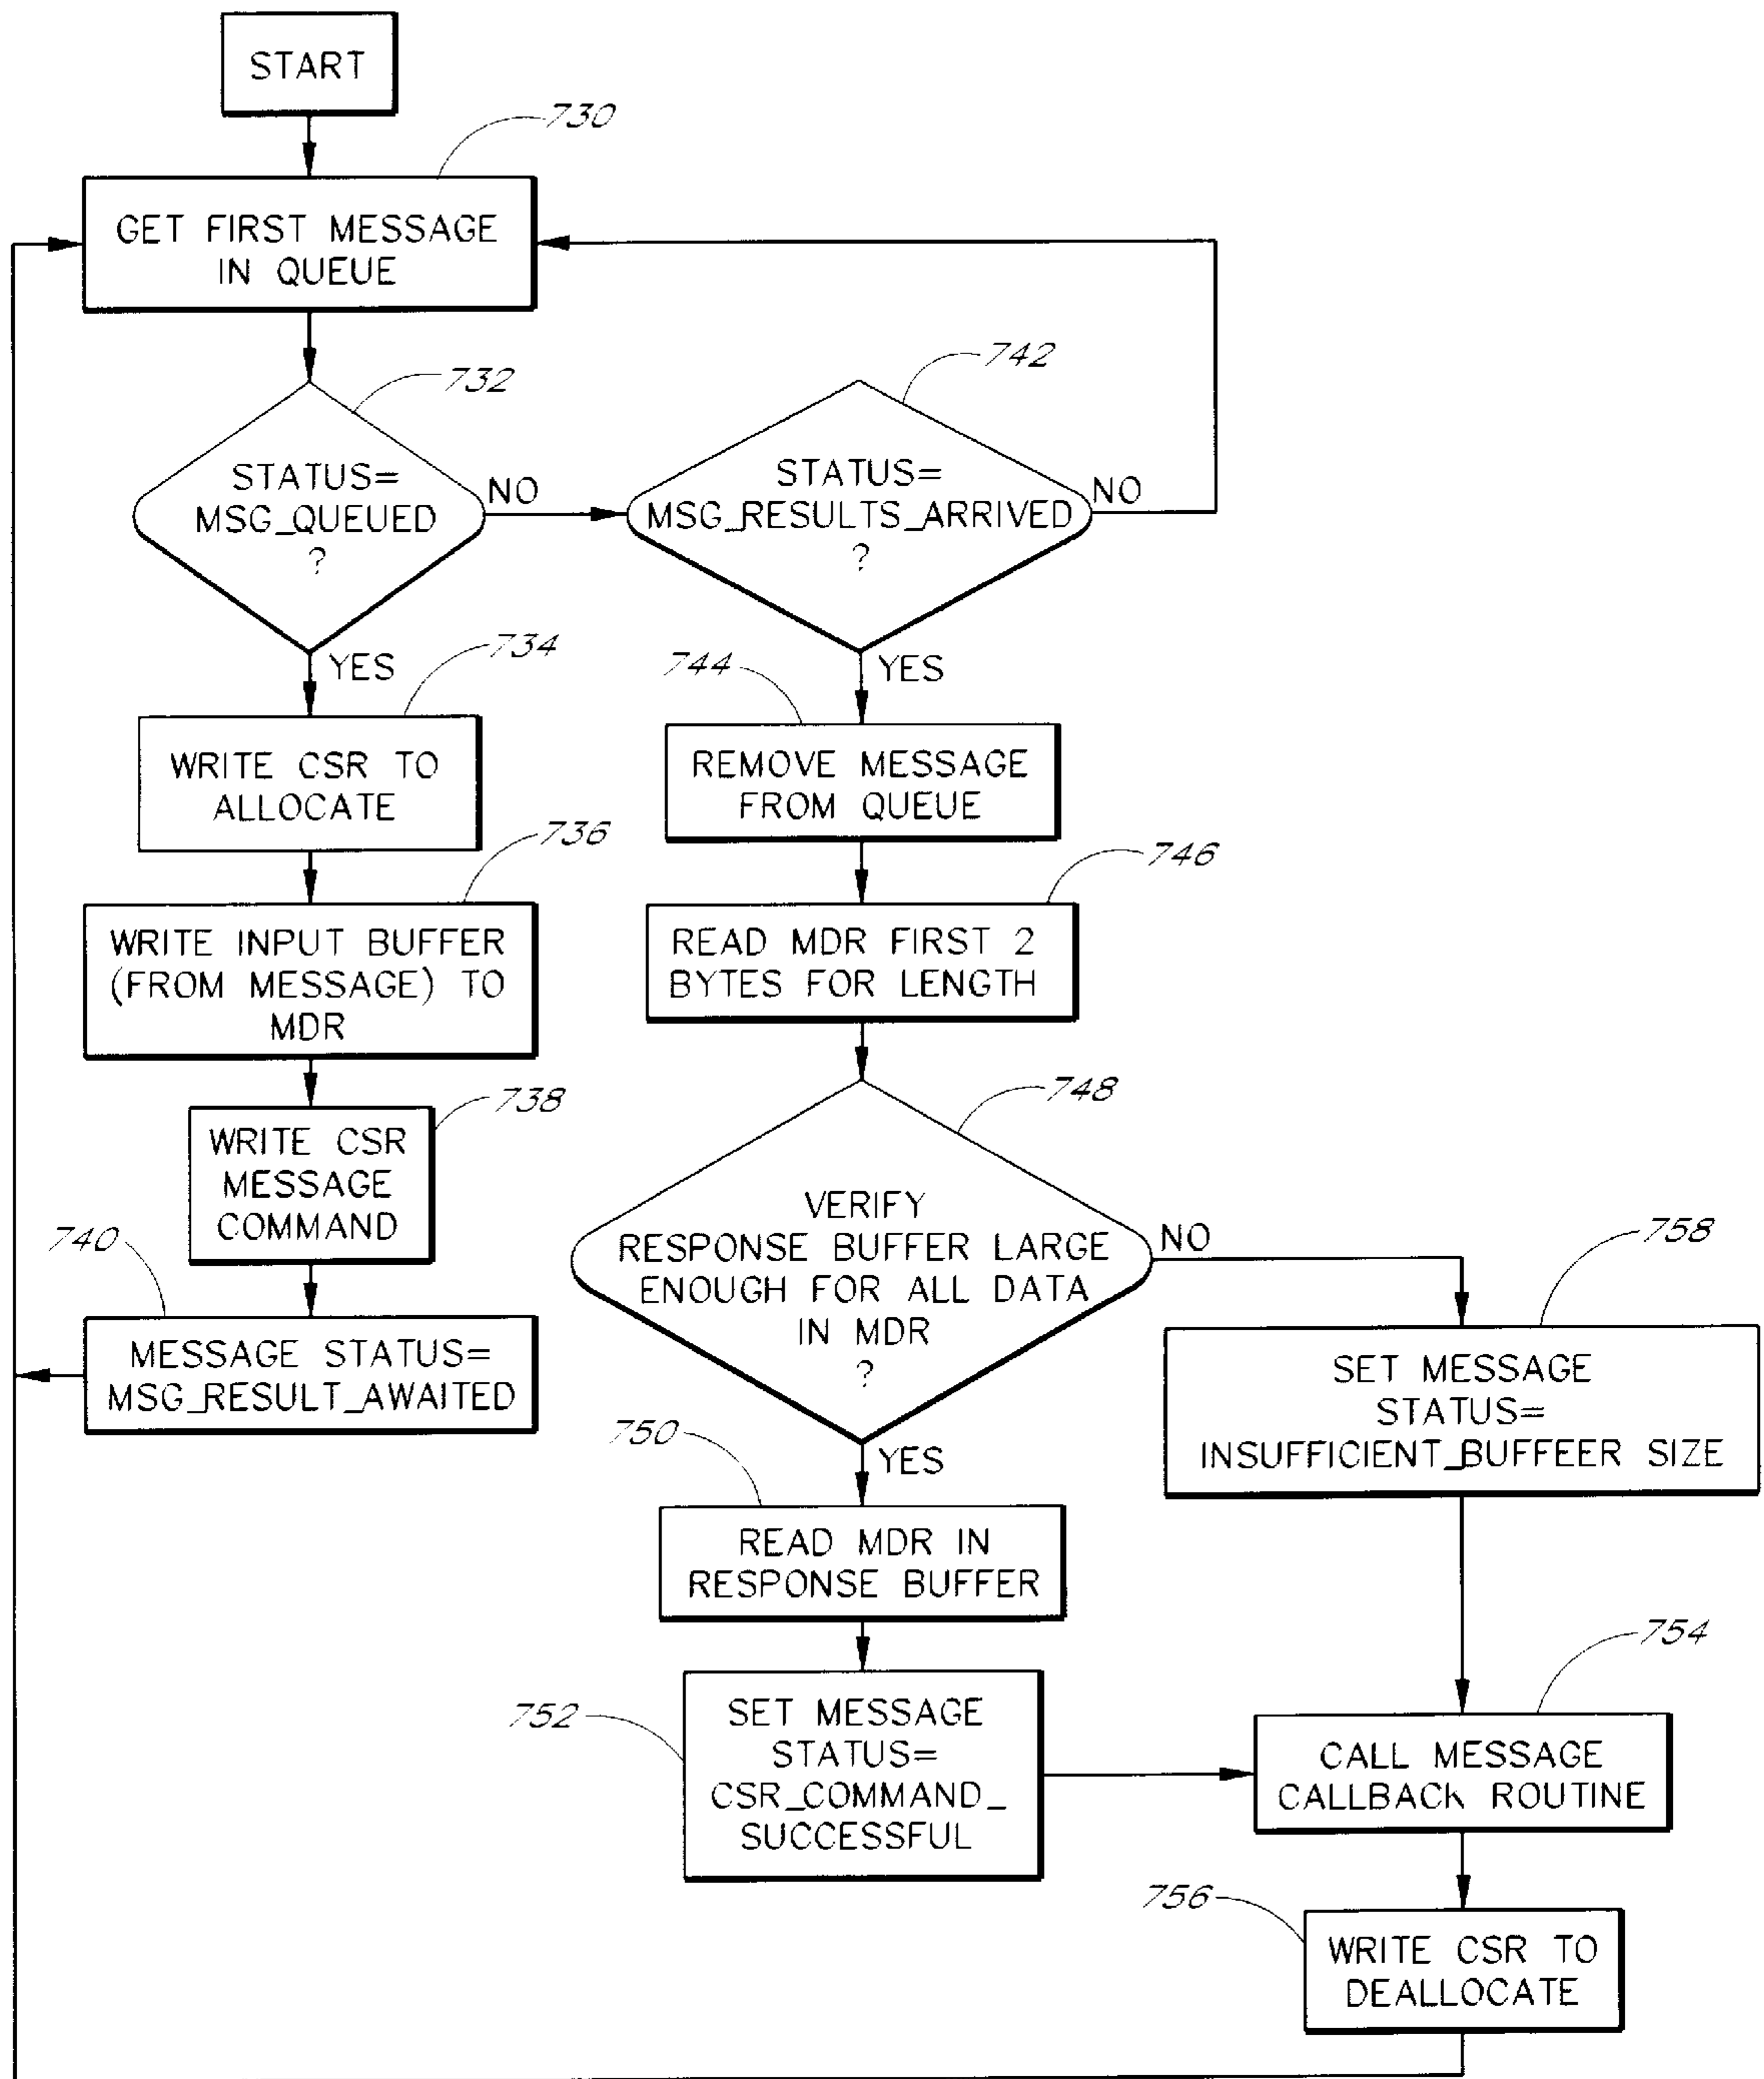 START
730
GET FIRST MESSAGE
IN QUEUE
732
STATUS=
MSG_QUEUED
?
NO
YES
742
STATUS=
MSG_RESULTS_ARRIVED
?
NO
YES
734
WRITE CSR TO
ALLOCATE
736
WRITE INPUT BUFFER
(FROM MESSAGE) TO
MDR
738
WRITE CSR
MESSAGE
COMMAND
740
MESSAGE STATUS=
MSG_RESULT_AWAITED
744
REMOVE MESSAGE
FROM QUEUE
746
READ MDR FIRST 2
BYTES FOR LENGTH
748
VERIFY
RESPONSE BUFFER LARGE
ENOUGH FOR ALL DATA
IN MDR
?
NO
YES
750
READ MDR IN
RESPONSE BUFFER
752
SET MESSAGE
STATUS=
CSR_COMMAND_
SUCCESSFUL
758
SET MESSAGE
STATUS=
INSUFFICIENT_BUFFEER SIZE
754
CALL MESSAGE
CALLBACK ROUTINE
756
WRITE CSR TO
DEALLOCATE